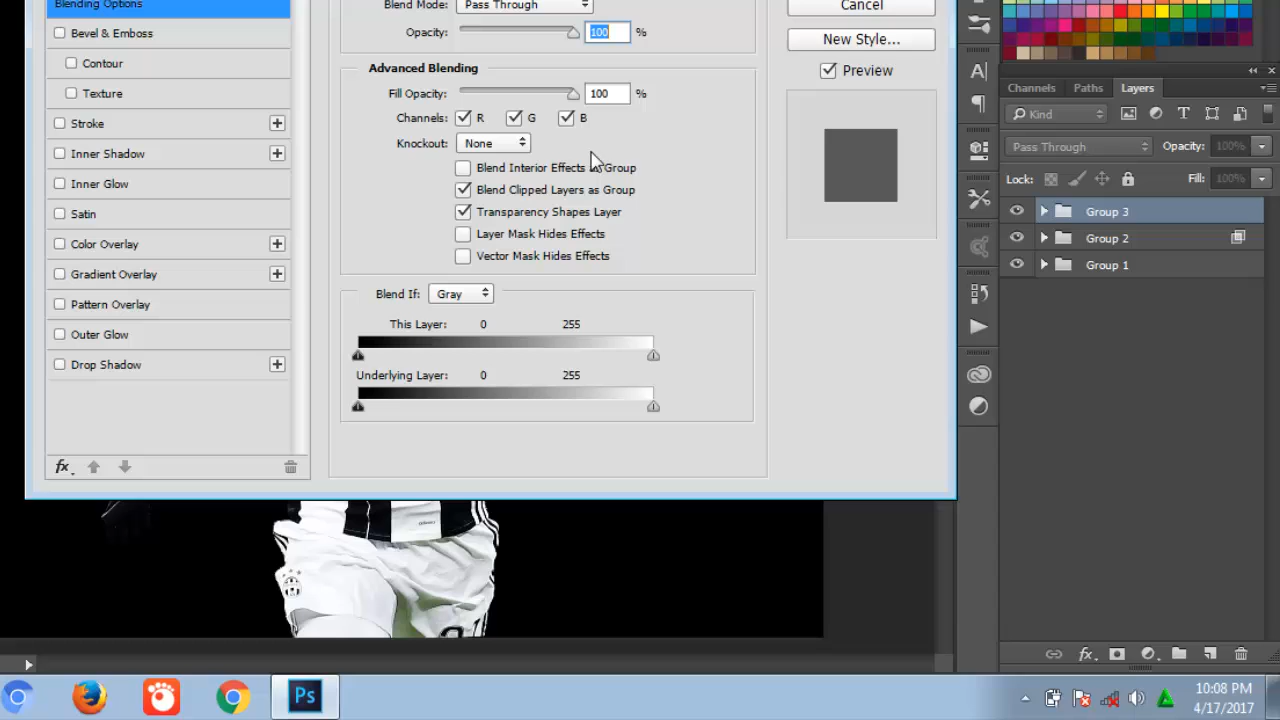 Blending Options
Bevel & Emboss
Contour
Texture
Stroke
Inner Shadow
Inner Glow
Satin
Color Overlay
Gradient Overlay
Pattern Overlay
Outer Glow
Drop Shadow
fx
Blend Mode: Pass Through
Opacity: 100 %
Advanced Blending
Fill Opacity: 100 %
Channels: R G B
Knockout: None
Blend Interior Effects as Group
Blend Clipped Layers as Group
Transparency Shapes Layer
Layer Mask Hides Effects
Vector Mask Hides Effects
Blend If: Gray
This Layer: 0 255
Underlying Layer: 0 255
Cancel
New Style...
Preview
Channels Paths Layers
Kind
Pass Through Opacity: 100%
Lock: Fill: 100%
Group 3
Group 2
Group 1
fx
Ps
10:08 PM
4/17/2017